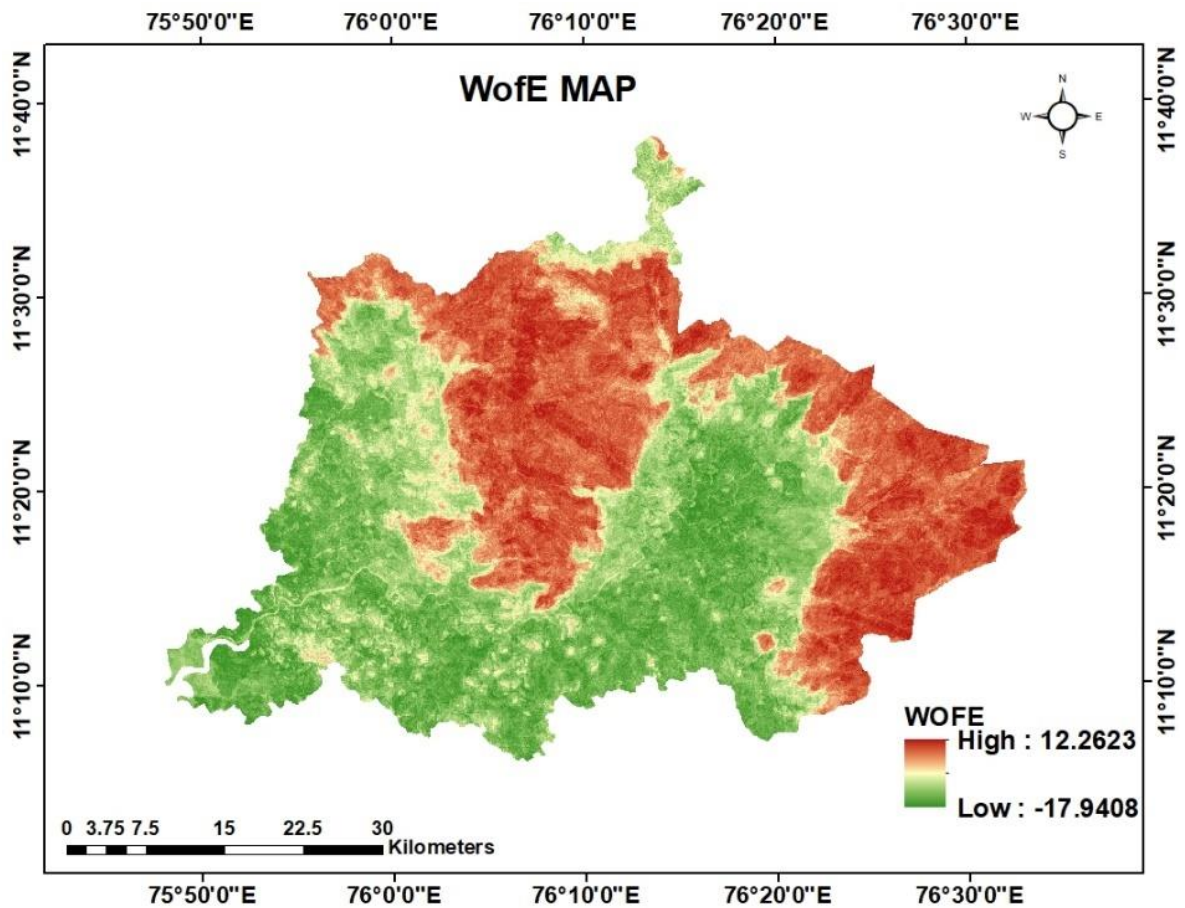 75°50'0"E 76°0'0"E 76°10'0"E 76°20'0"E 76°30'0"E
WofE MAP
N
W E
S
11°40'0"N 11°40'0"N
11°30'0"N 11°30'0"N
11°20'0"N 11°20'0"N
11°10'0"N 11°10'0"N
WOFE
High : 12.2623
Low : -17.9408
0 3.75 7.5 15 22.5 30
Kilometers
75°50'0"E 76°0'0"E 76°10'0"E 76°20'0"E 76°30'0"E